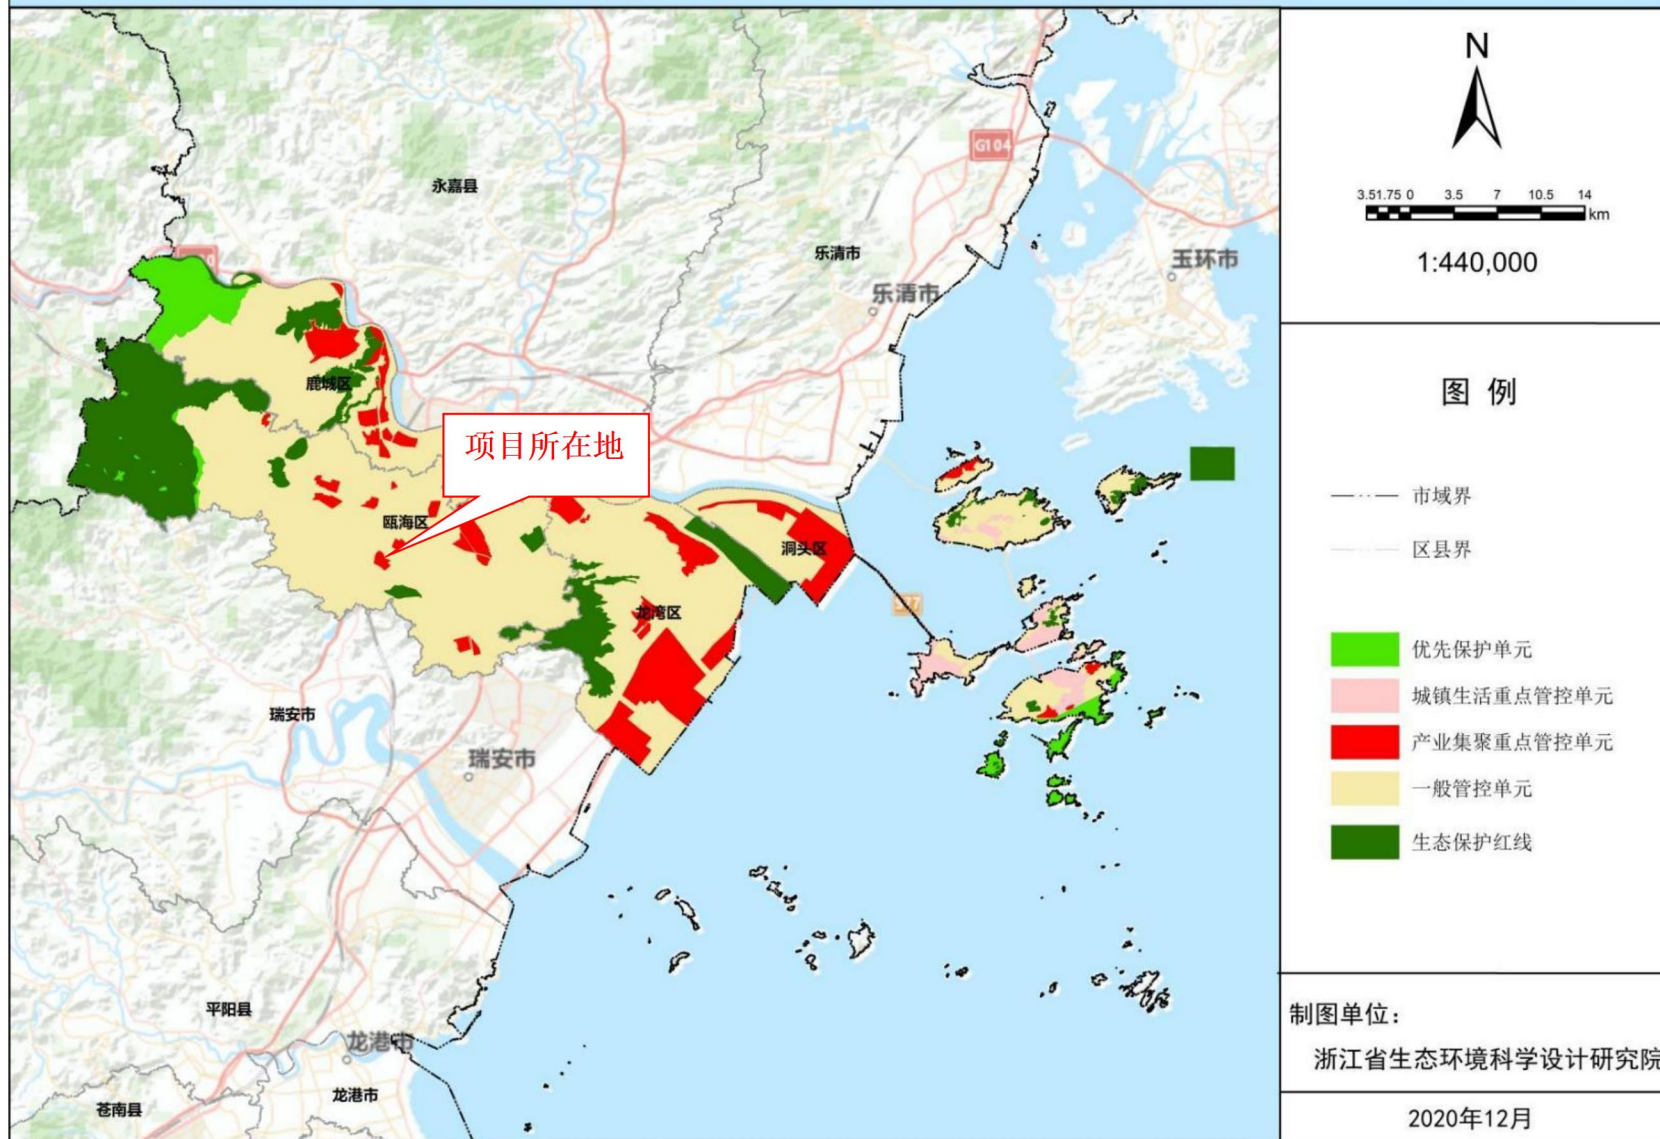 永嘉县
G104
乐清市
乐清市
玉环市
鹿城区
项目所在地
瓯海区
洞头区
龙湾区
瑞安市
瑞安市
平阳县
龙港市
龙港市
苍南县
N
3.51.75 0 3.5 7 10.5 14
km
1:440,000
图 例
市域界
区县界
优先保护单元
城镇生活重点管控单元
产业集聚重点管控单元
一般管控单元
生态保护红线
制图单位：
浙江省生态环境科学设计研究院
2020年12月